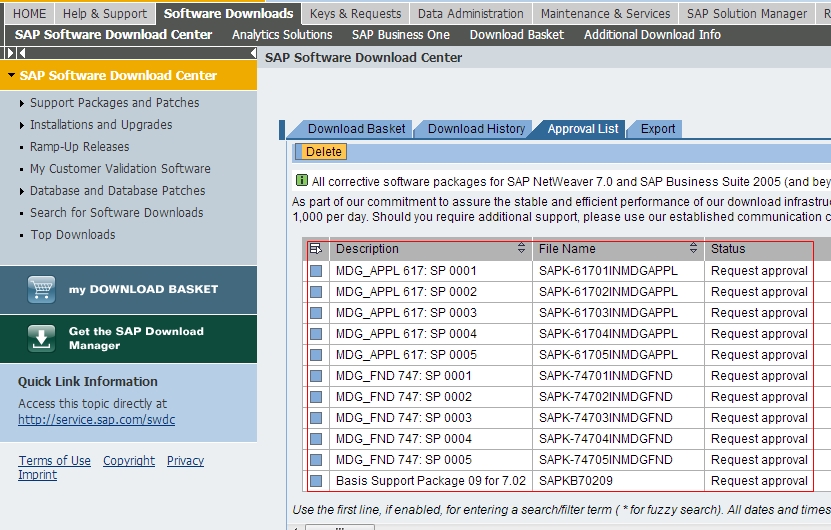 HOME Help & Support Software Downloads Keys & Requests Data Administration Maintenance & Services SAP Solution Manager R
SAP Software Download Center Analytics Solutions SAP Business One Download Basket Additional Download Info
SAP Software Download Center
Support Packages and Patches
Installations and Upgrades
Ramp-Up Releases
My Customer Validation Software
Database and Database Patches
Search for Software Downloads
Top Downloads
my DOWNLOAD BASKET
Get the SAP Download
Manager
Quick Link Information
Access this topic directly at
http://service.sap.com/swdc
Terms of Use Copyright Privacy
Imprint
SAP Software Download Center
Download Basket Download History Approval List Export
Delete
All corrective software packages for SAP NetWeaver 7.0 and SAP Business Suite 2005 (and bey
As part of our commitment to assure the stable and efficient performance of our download infrastruc
1,000 per day. Should you require additional support, please use our established communication c
Description File Name Status
MDG_APPL 617: SP 0001 SAPK-61701INMDGAPPL Request approval
MDG_APPL 617: SP 0002 SAPK-61702INMDGAPPL Request approval
MDG_APPL 617: SP 0003 SAPK-61703INMDGAPPL Request approval
MDG_APPL 617: SP 0004 SAPK-61704INMDGAPPL Request approval
MDG_APPL 617: SP 0005 SAPK-61705INMDGAPPL Request approval
MDG_FND 747: SP 0001 SAPK-74701INMDGFND Request approval
MDG_FND 747: SP 0002 SAPK-74702INMDGFND Request approval
MDG_FND 747: SP 0003 SAPK-74703INMDGFND Request approval
MDG_FND 747: SP 0004 SAPK-74704INMDGFND Request approval
MDG_FND 747: SP 0005 SAPK-74705INMDGFND Request approval
Basis Support Package 09 for 7.02 SAPKB70209 Request approval
Use the first line, if enabled, for entering a search/filter term ( * for fuzzy search). All dates and times